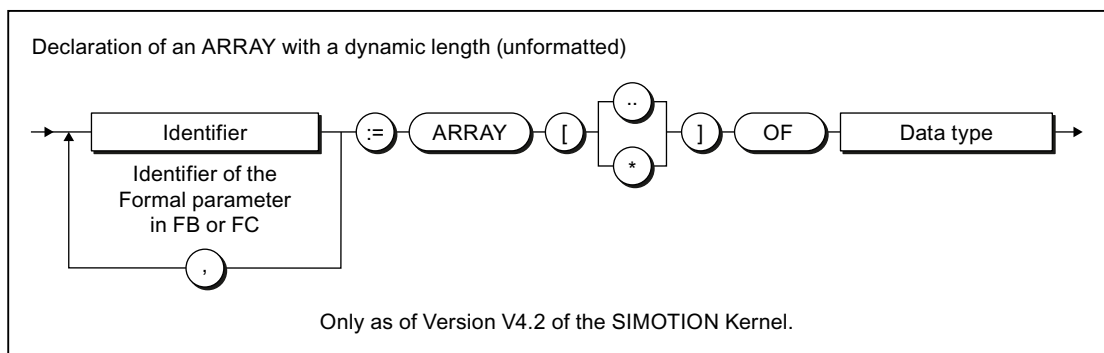 Declaration of an ARRAY with a dynamic length (unformatted)
Identifier := ARRAY [ .. ] OF Data type
*
Identifier of the
Formal parameter
in FB or FC
,
Only as of Version V4.2 of the SIMOTION Kernel.